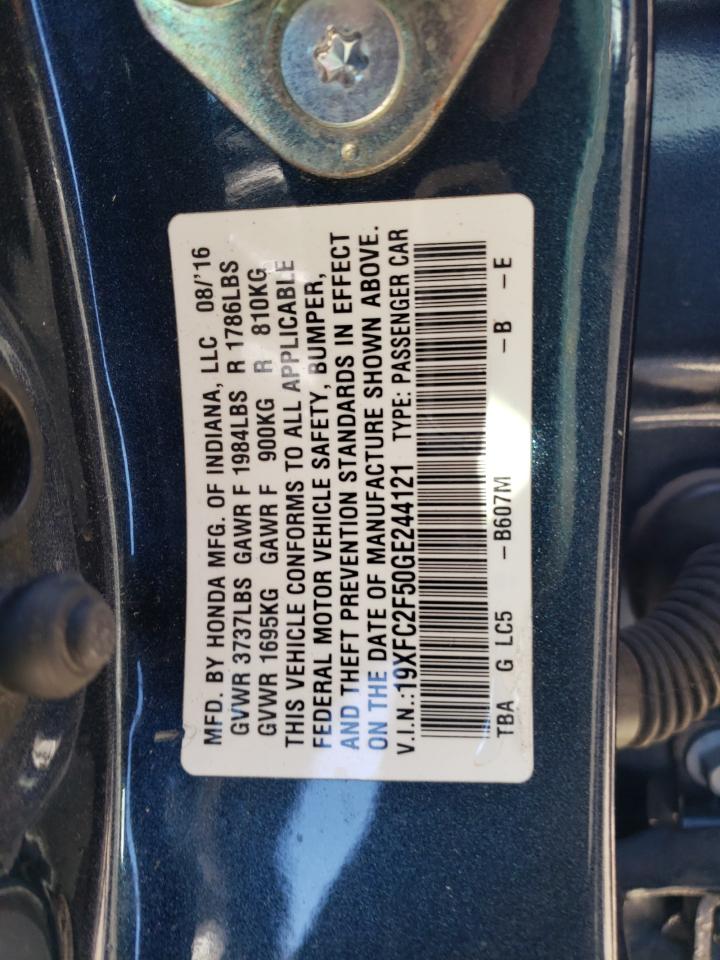 MFD. BY HONDA MFG. OF INDIANA, LLC 08/'16
GVWR 3737LBS GAWR F 1984LBS R 1786LBS
GVWR 1695KG GAWR F 900KG R 810KG
THIS VEHICLE CONFORMS TO ALL APPLICABLE
FEDERAL MOTOR VEHICLE SAFETY, BUMPER,
AND THEFT PREVENTION STANDARDS IN EFFECT
ON THE DATE OF MANUFACTURE SHOWN ABOVE.
V.I.N.:19XFC2F50GE244121 TYPE: PASSENGER CAR
TBA G LC5 -B607M -B -E